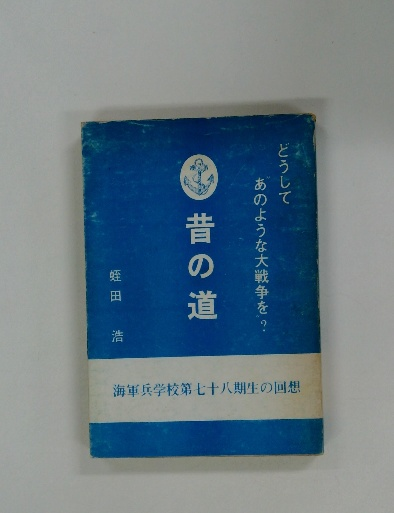 どうして
あのような大戦争を?
昔の道
蛭田 浩
海軍兵学校第七十八期生の回想